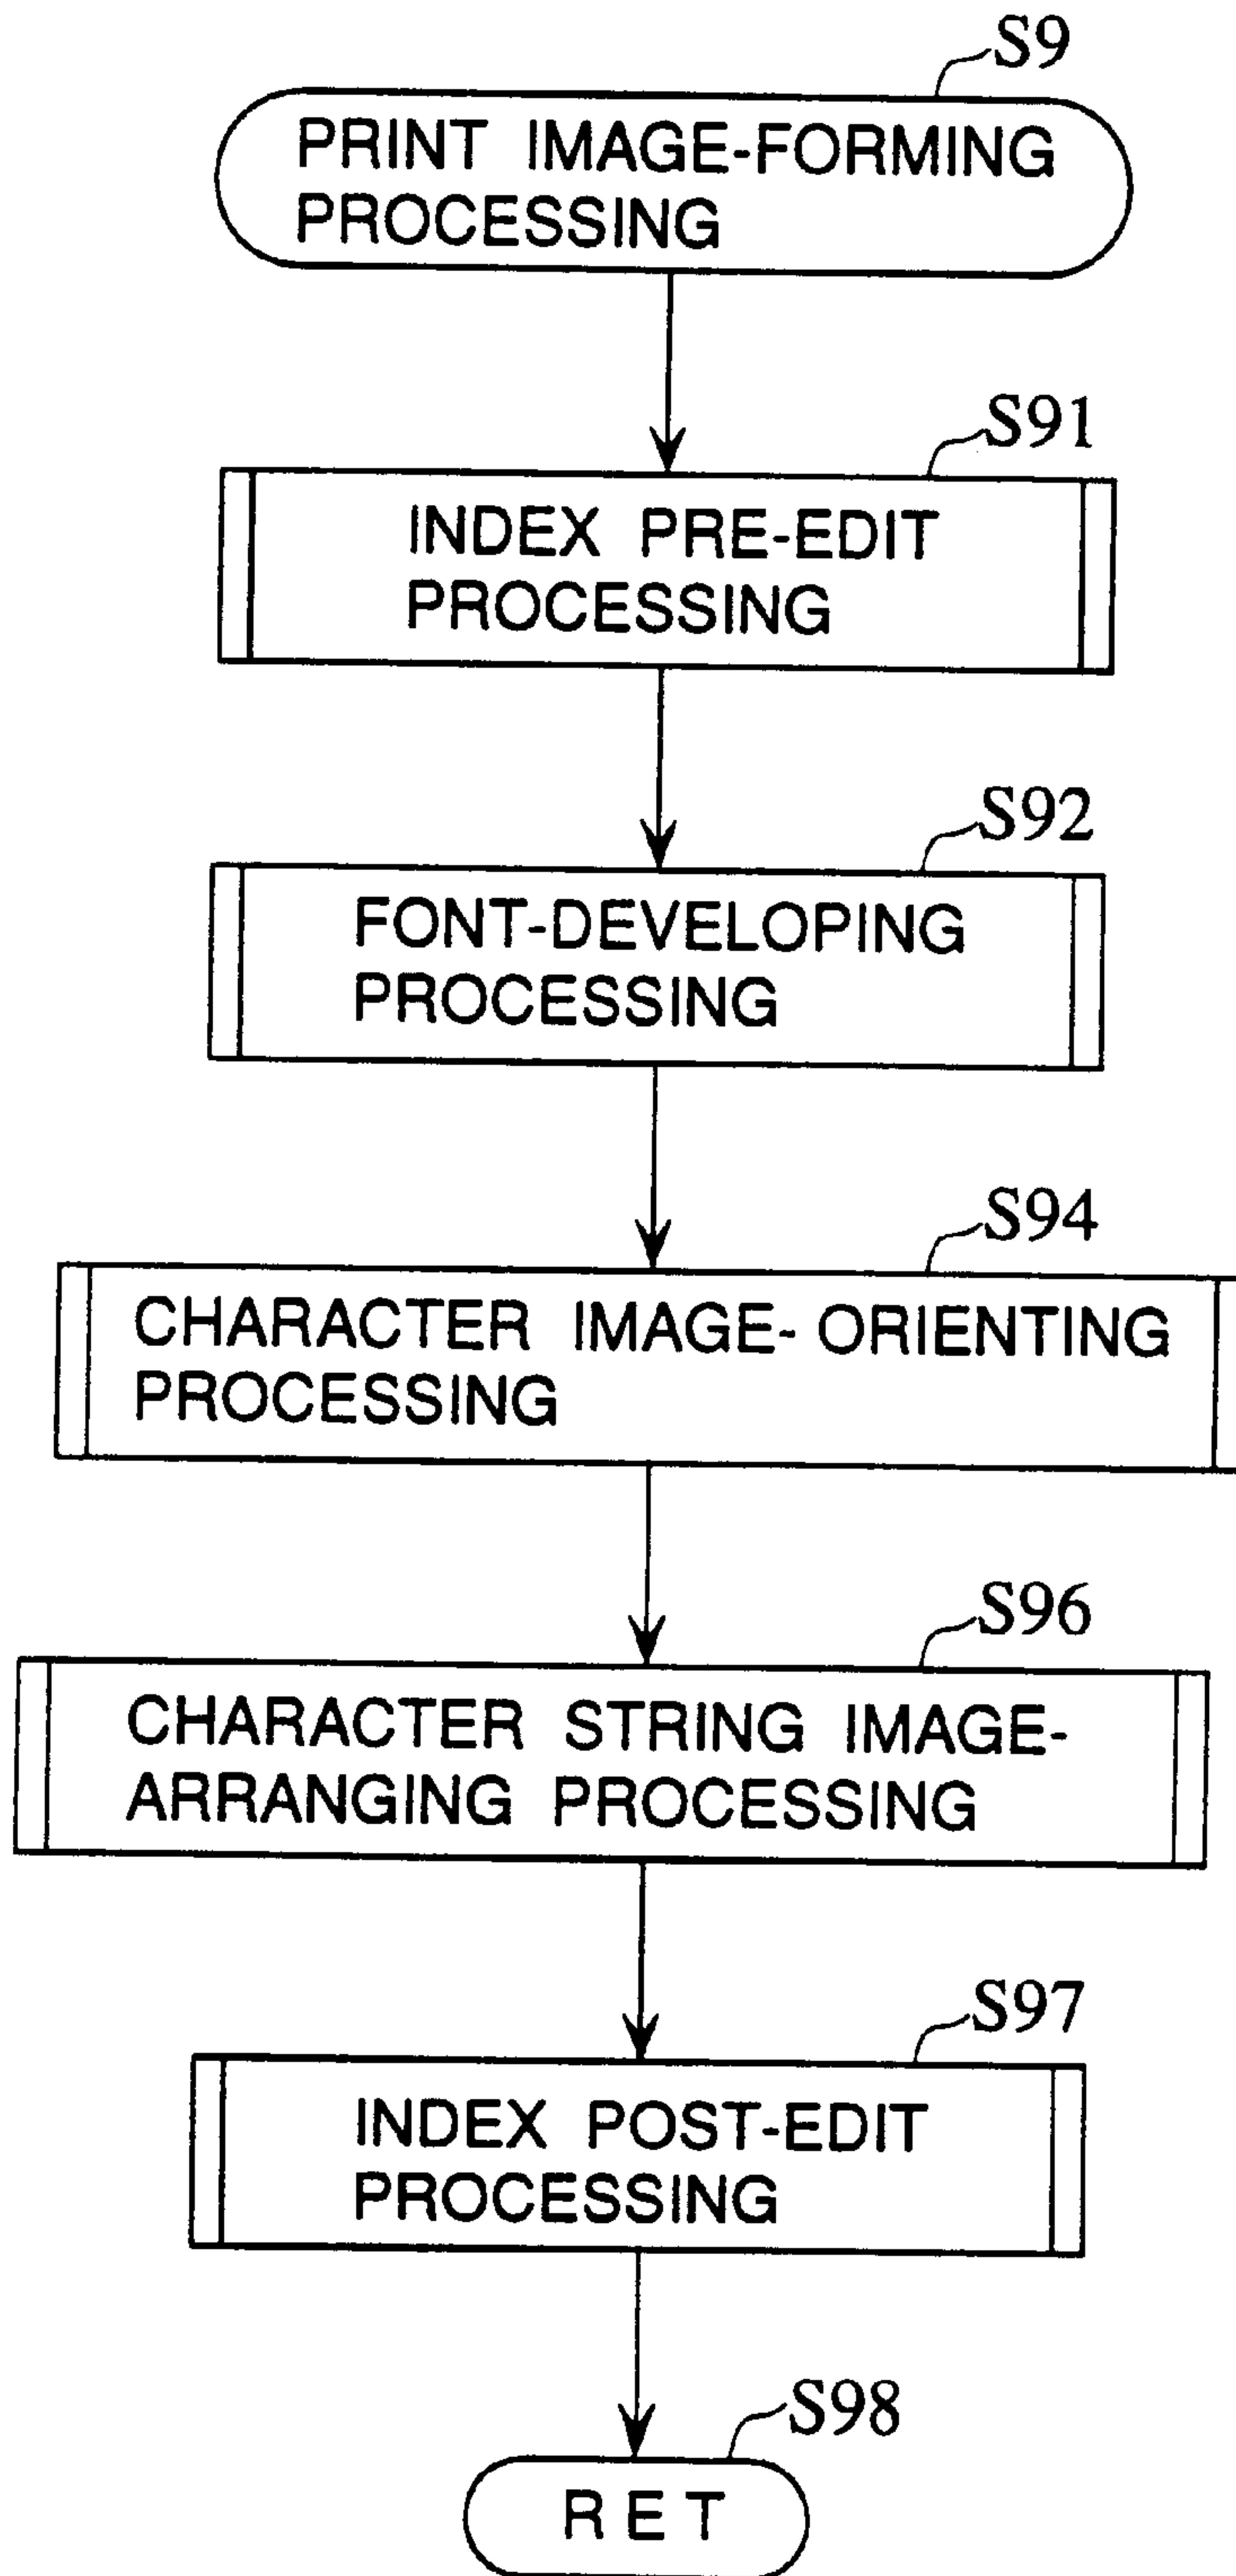 S9
PRINT IMAGE-FORMING
PROCESSING
S91
INDEX PRE-EDIT
PROCESSING
S92
FONT-DEVELOPING
PROCESSING
S94
CHARACTER IMAGE- ORIENTING
PROCESSING
S96
CHARACTER STRING IMAGE-
ARRANGING PROCESSING
S97
INDEX POST-EDIT
PROCESSING
S98
RET